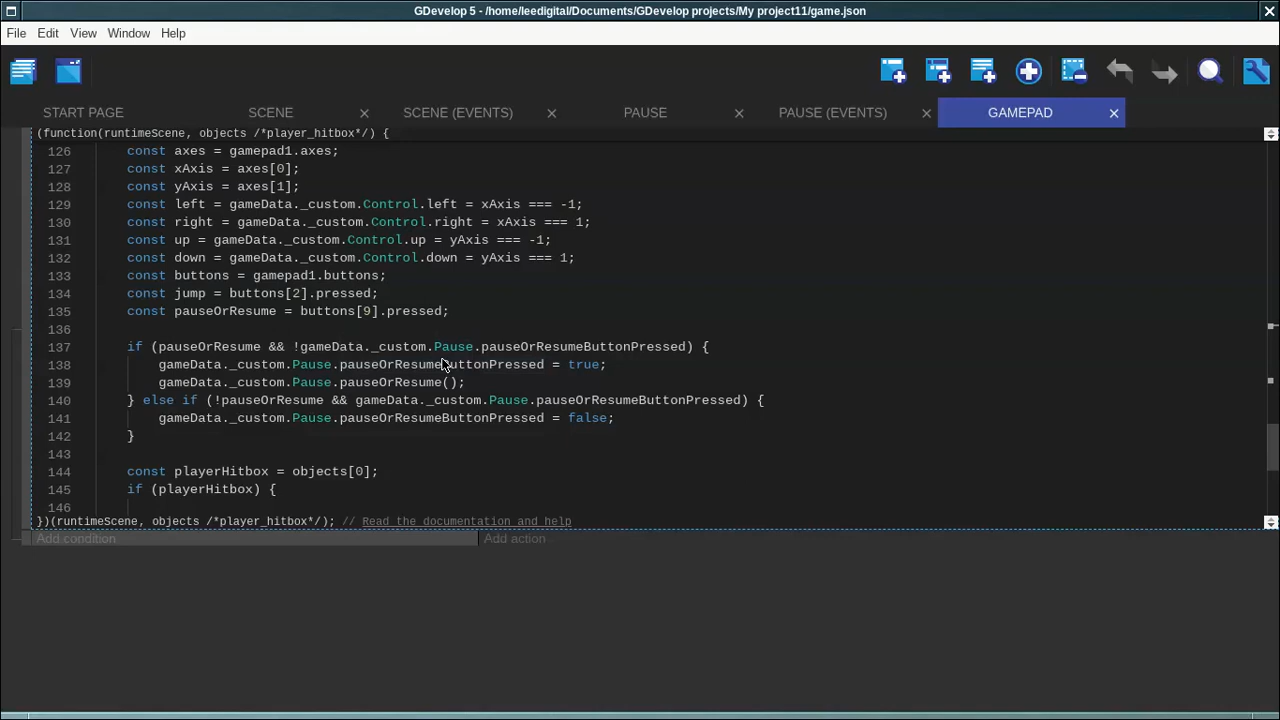 GDevelop 5 - /home/leedigital/Documents/GDevelop projects/My project11/game.json
File Edit View Window Help
START PAGE SCENE SCENE (EVENTS) PAUSE PAUSE (EVENTS) GAMEPAD
(function(runtimeScene, objects /*player_hitbox*/) {
126 const axes = gamepad1.axes;
127 const xAxis = axes[0];
128 const yAxis = axes[1];
129 const left = gameData._custom.Control.left = xAxis === -1;
130 const right = gameData._custom.Control.right = xAxis === 1;
131 const up = gameData._custom.Control.up = yAxis === -1;
132 const down = gameData._custom.Control.down = yAxis === 1;
133 const buttons = gamepad1.buttons;
134 const jump = buttons[2].pressed;
135 const pauseOrResume = buttons[9].pressed;
136
137 if (pauseOrResume && !gameData._custom.Pause.pauseOrResumeButtonPressed) {
138 gameData._custom.Pause.pauseOrResumeButtonPressed = true;
139 gameData._custom.Pause.pauseOrResume();
140 } else if (!pauseOrResume && gameData._custom.Pause.pauseOrResumeButtonPressed) {
141 gameData._custom.Pause.pauseOrResumeButtonPressed = false;
142 }
143
144 const playerHitbox = objects[0];
145 if (playerHitbox) {
146
})(runtimeScene, objects /*player_hitbox*/); // Read the documentation and help
Add condition Add action